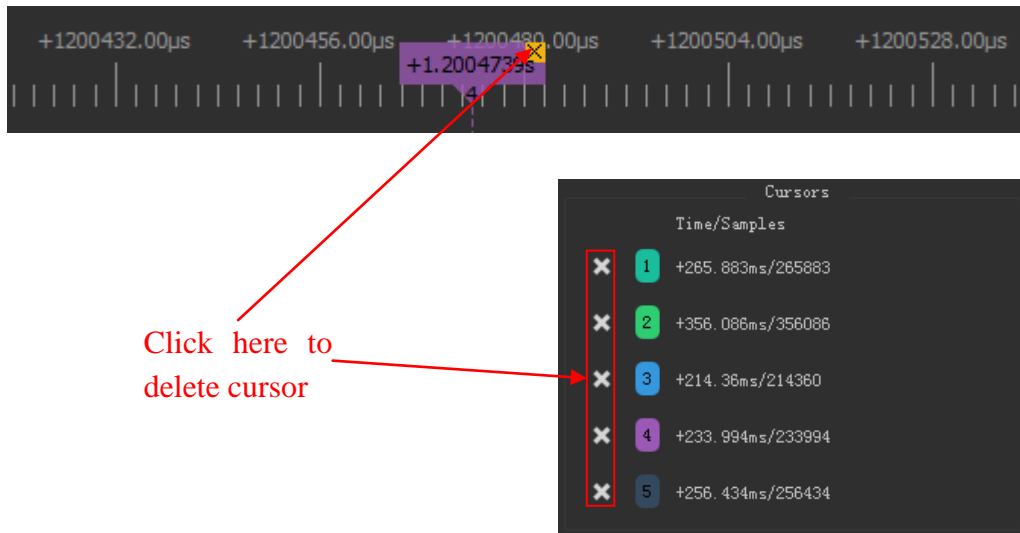 +1200432.00µs +1200456.00µs +1200480.00µs +1200504.00µs +1200528.00µs
+1.2004739s
4
Cursors
Time/Samples
1 +265.883ms/265883
2 +356.086ms/356086
3 +214.36ms/214360
4 +233.994ms/233994
5 +256.434ms/256434
Click here to
delete cursor